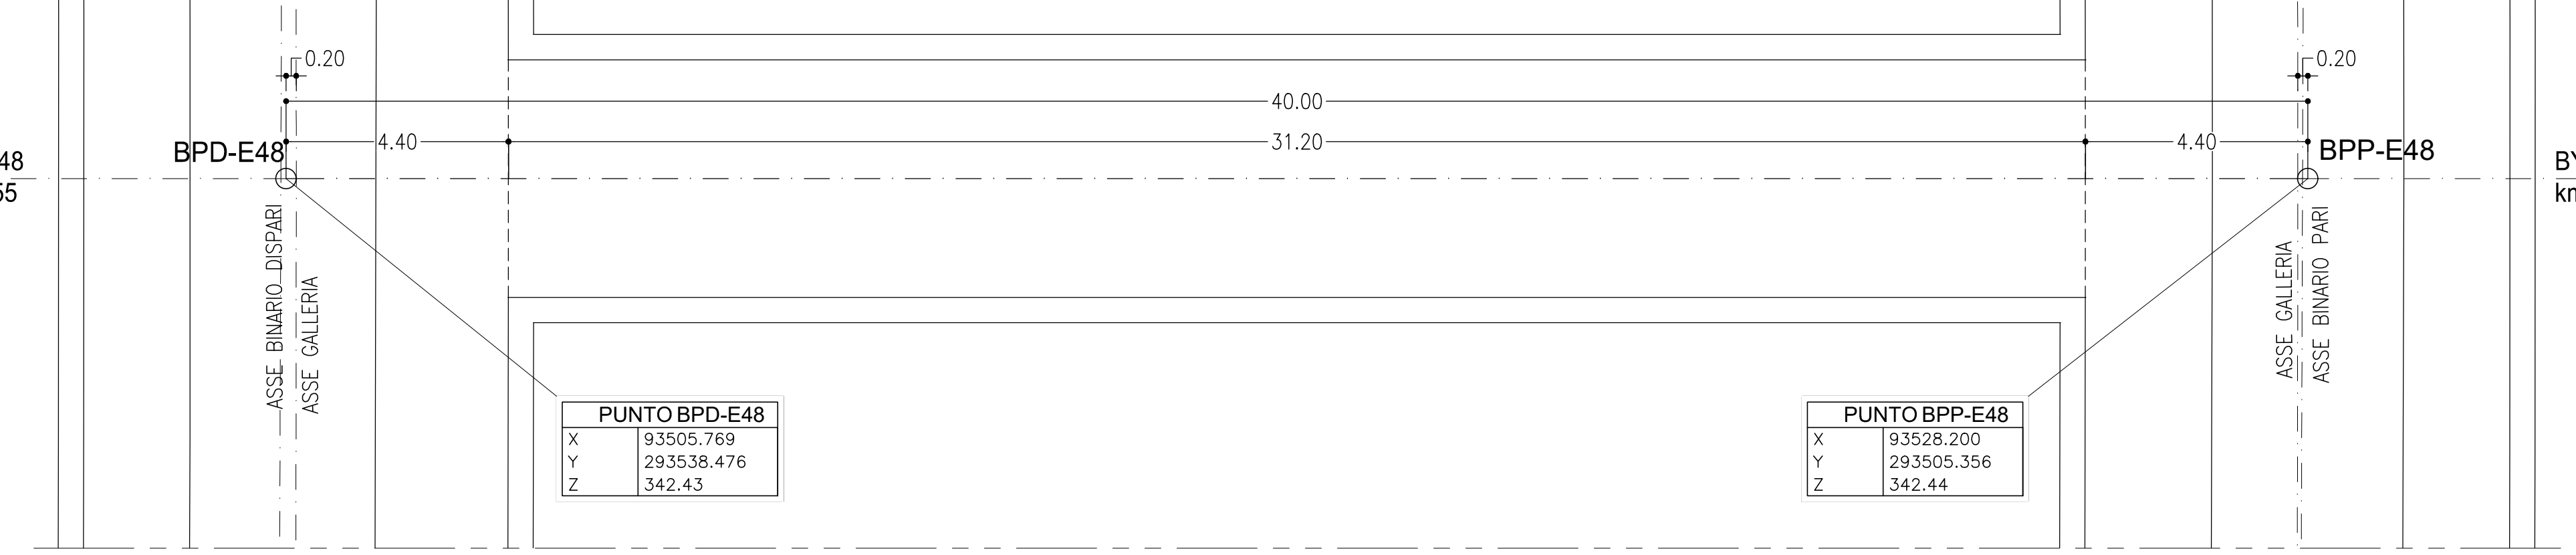 0.20
0.20
40.00
4.40
31.20
4.40
BPD-E48
BPP-E48
48
55
BY
km
ASSE BINARIO DISPARI
ASSE GALLERIA
ASSE GALLERIA
ASSE BINARIO PARI
PUNTO BPD-E48
X 93505.769
Y 293538.476
Z 342.43
PUNTO BPP-E48
X 93528.200
Y 293505.356
Z 342.44